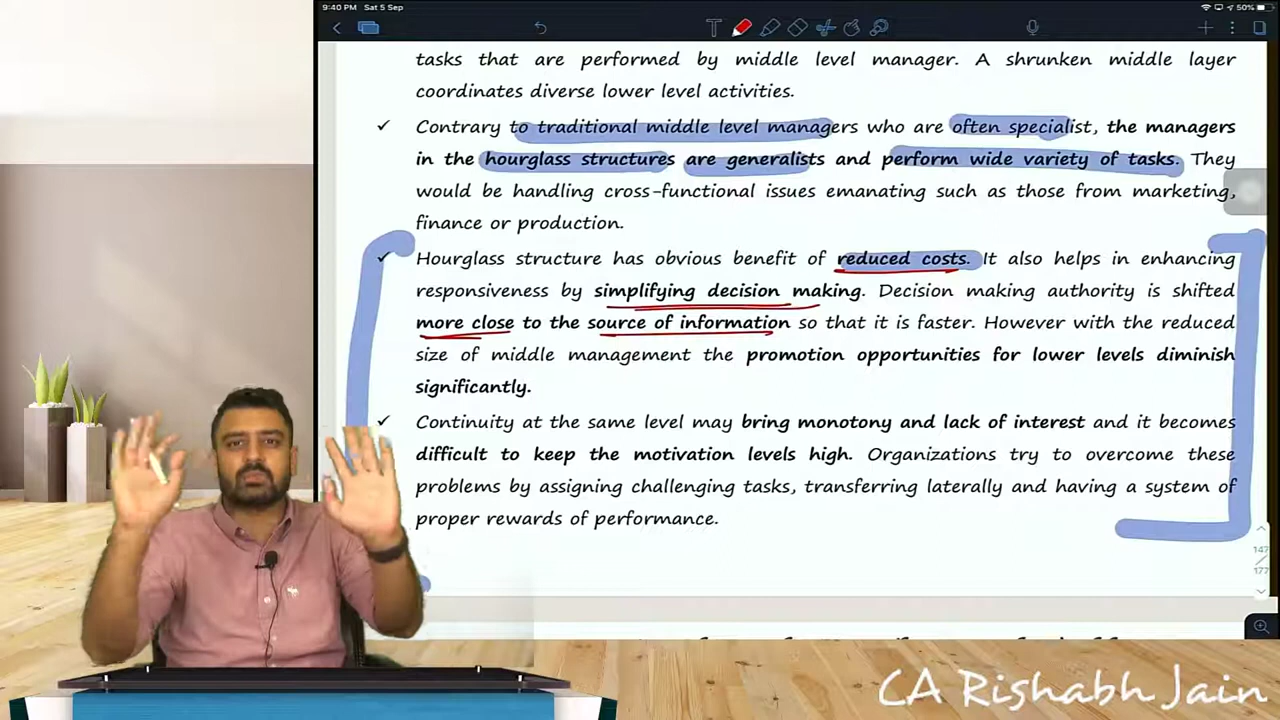 9:40 PM Sat 5 Sep
50%
tasks that are performed by middle level manager. A shrunken middle layer
coordinates diverse lower level activities.
✓ Contrary to traditional middle level managers who are often specialist, the managers
in the hourglass structures are generalists and perform wide variety of tasks. They
would be handling cross-functional issues emanating such as those from marketing,
finance or production.
✓ Hourglass structure has obvious benefit of reduced costs. It also helps in enhancing
responsiveness by simplifying decision making. Decision making authority is shifted
more close to the source of information so that it is faster. However with the reduced
size of middle management the promotion opportunities for lower levels diminish
significantly.
✓ Continuity at the same level may bring monotony and lack of interest and it becomes
difficult to keep the motivation levels high. Organizations try to overcome these
problems by assigning challenging tasks, transferring laterally and having a system of
proper rewards of performance.
147
/
177
CA Rishabh Jain